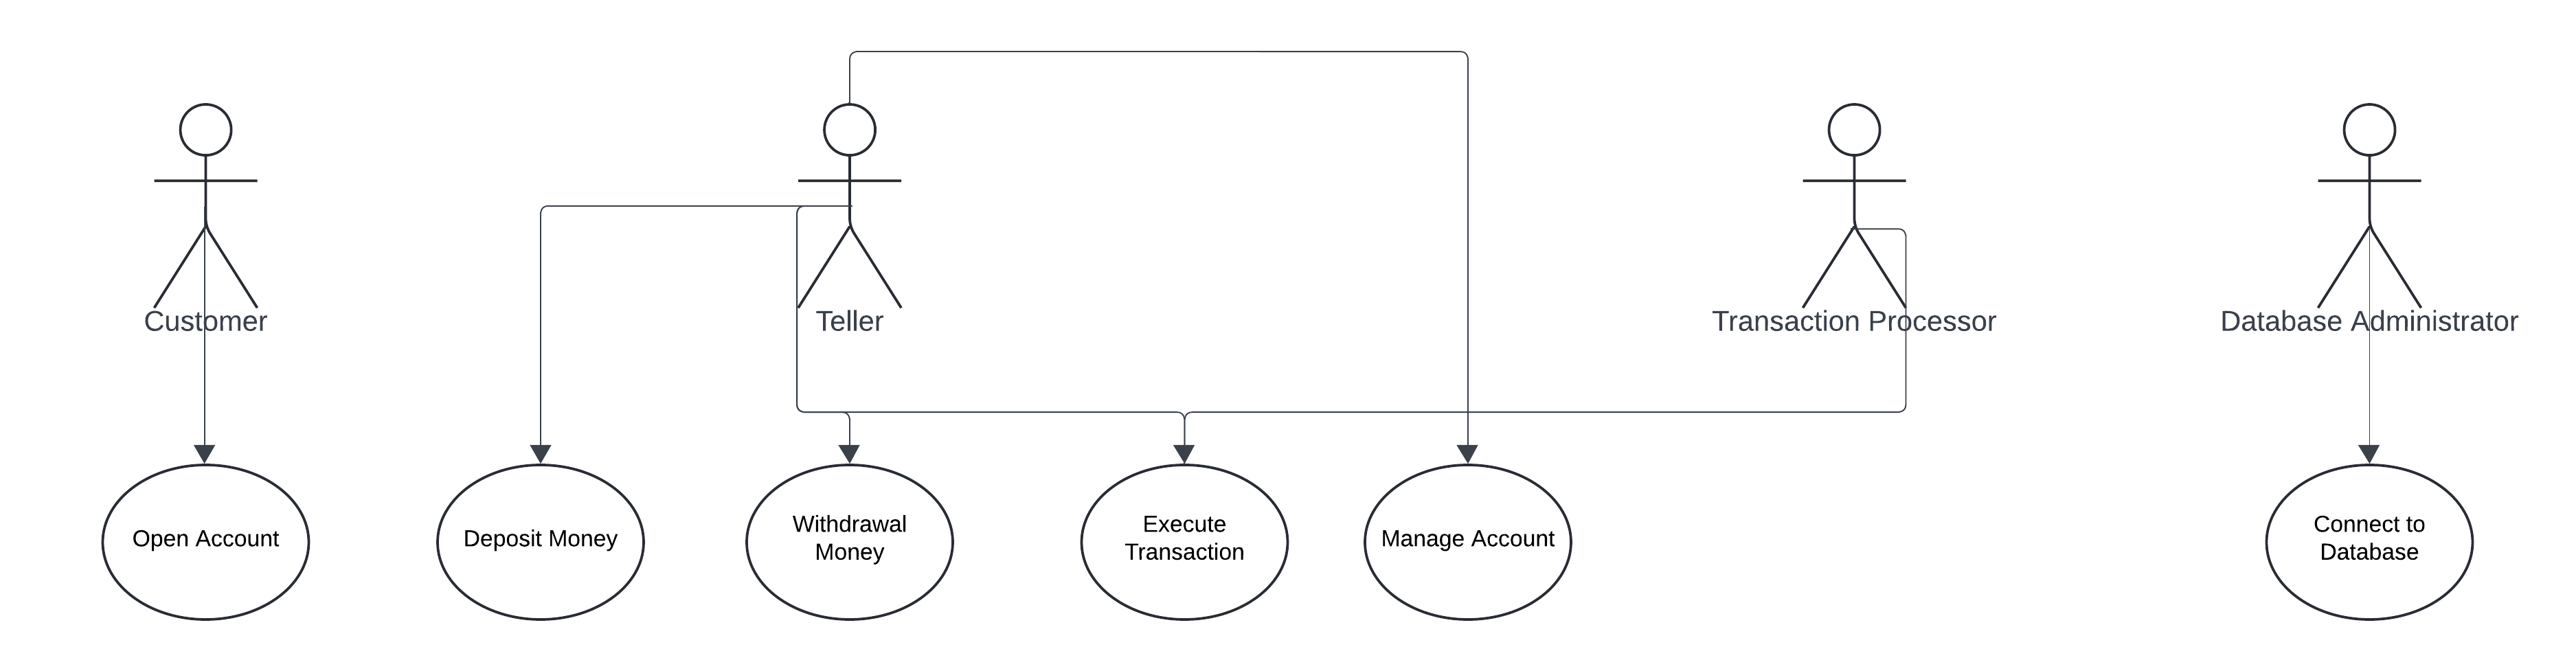 Customer
Teller
Transaction Processor
Database Administrator
Open Account
Deposit Money
Withdrawal
Money
Execute
Transaction
Manage Account
Connect to
Database